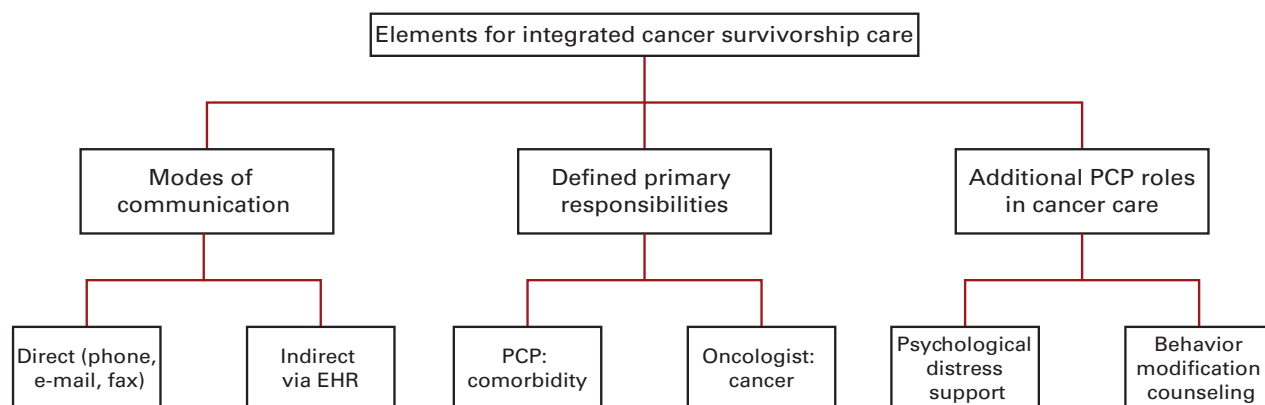 Elements for integrated cancer survivorship care
Modes of
communication
Defined primary
responsibilities
Additional PCP roles
in cancer care
Direct (phone,
e-mail, fax)
Indirect
via EHR
PCP:
comorbidity
Oncologist:
cancer
Psychological
distress
support
Behavior
modification
counseling